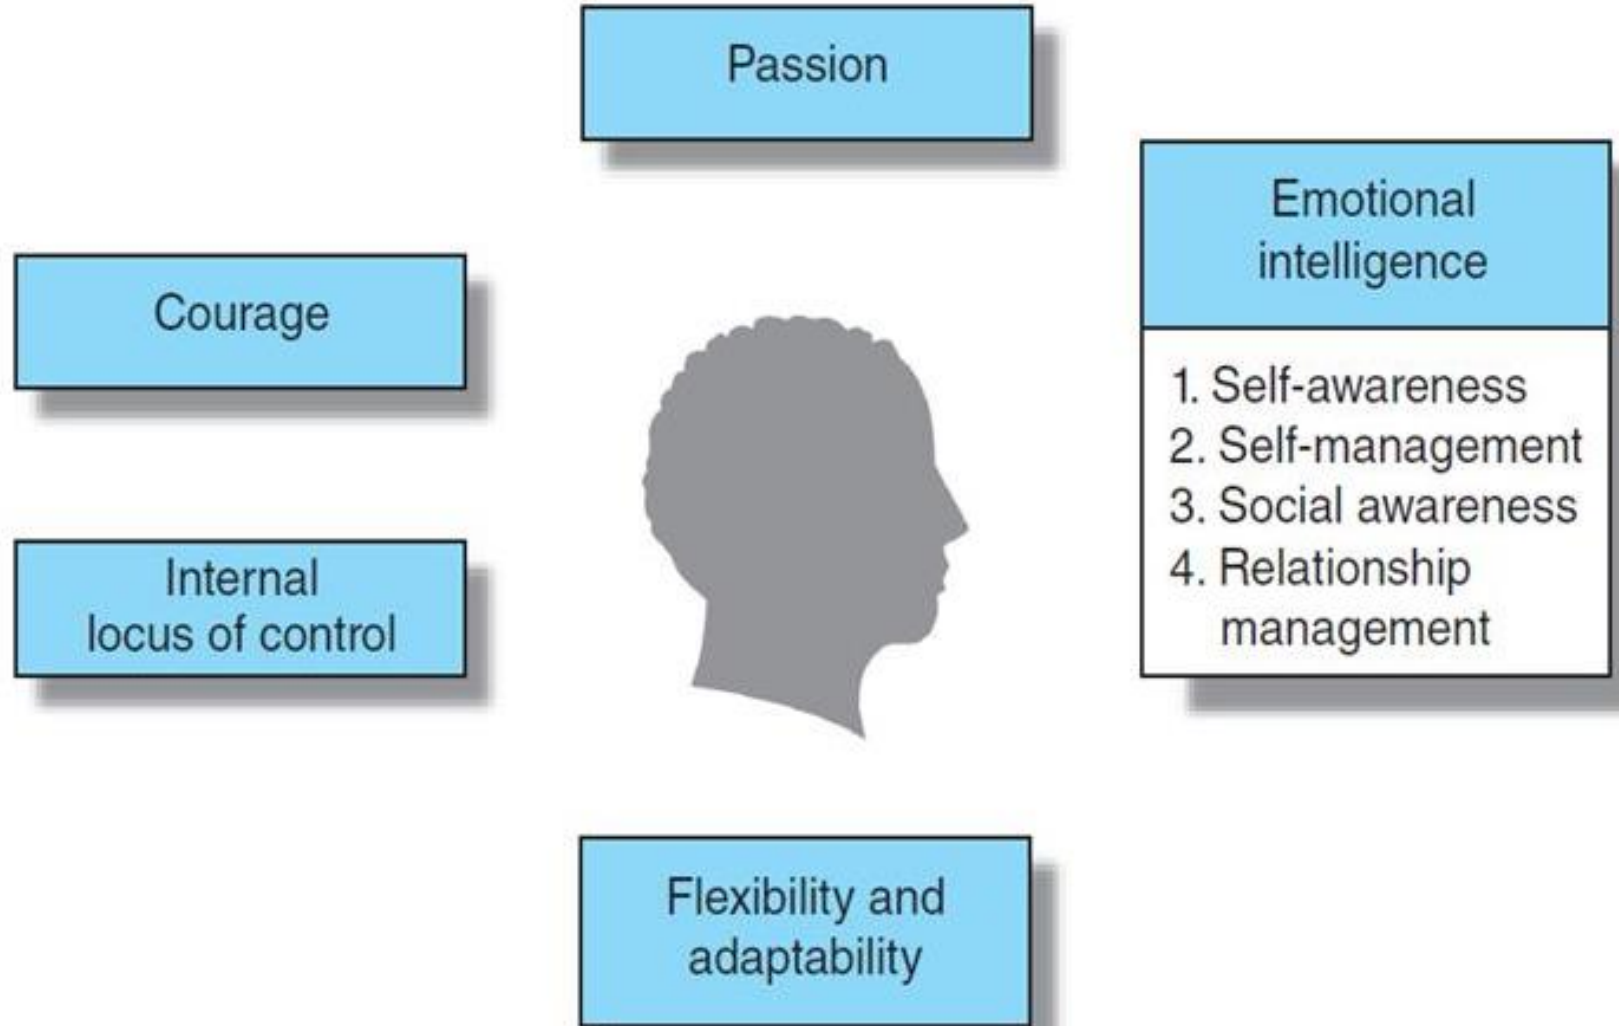 Passion
Emotional
intelligence
1. Self-awareness
2. Self-management
3. Social awareness
4. Relationship
management
Courage
Internal
locus of control
Flexibility and
adaptability